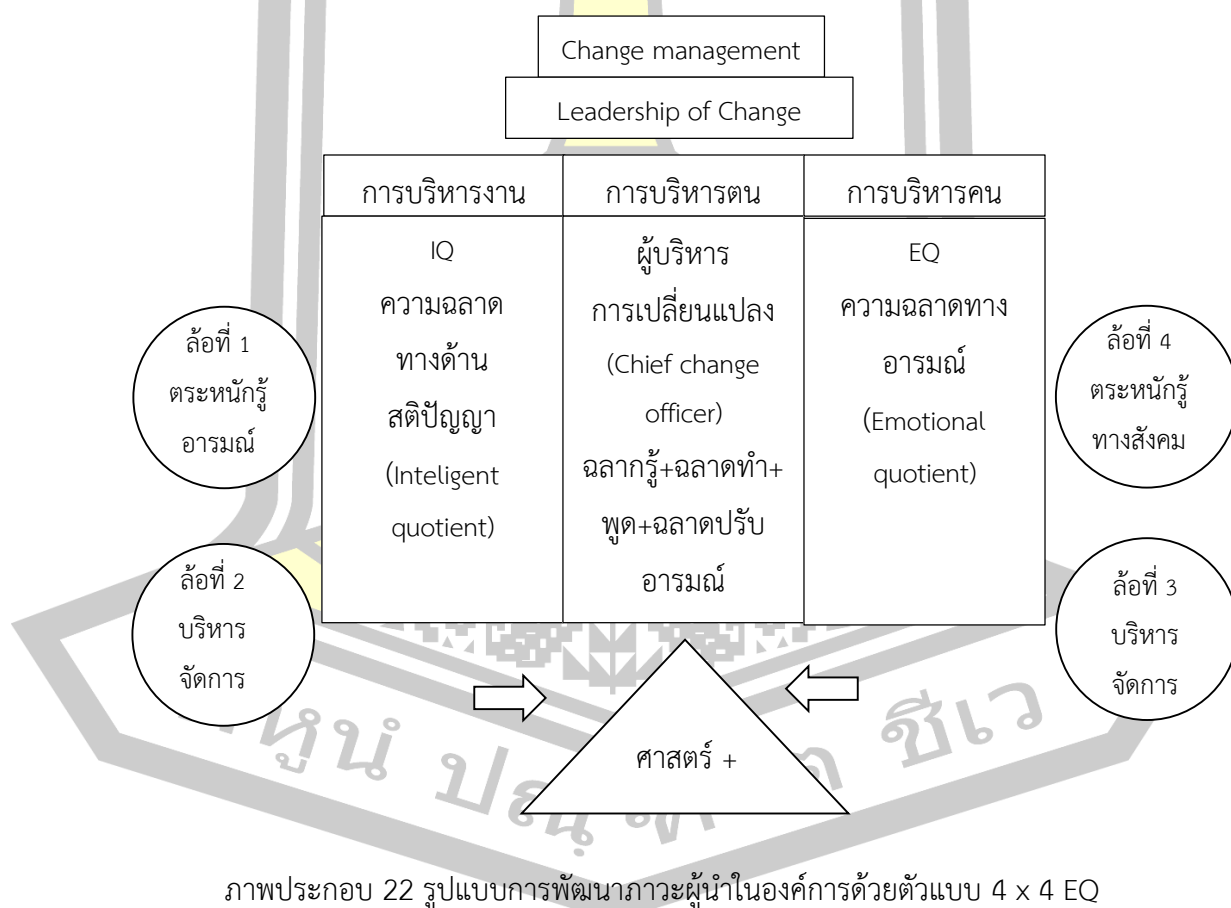 Change management
Leadership of Change
การบริหารงาน
การบริหารตน
การบริหารคน
IQ
ความฉลาด
ทางด้าน
สติปัญญา
(Inteligent
quotient)
ผู้บริหาร
การเปลี่ยนแปลง
(Chief change
officer)
ฉลากรู้+ฉลาดทำ+
พูด+ฉลาดปรับ
อารมณ์
EQ
ความฉลาดทาง
อารมณ์
(Emotional
quotient)
ล้อที่ 1
ตระหนักรู้
อารมณ์
ล้อที่ 4
ตระหนักรู้
ทางสังคม
ล้อที่ 2
บริหาร
จัดการ
ล้อที่ 3
บริหาร
จัดการ
ศาสตร์ +
หูนํ ปณฺ ชีเว
ภาพประกอบ 22 รูปแบบการพัฒนาภาวะผู้นำในองค์การด้วยตัวแบบ 4 x 4 EQ